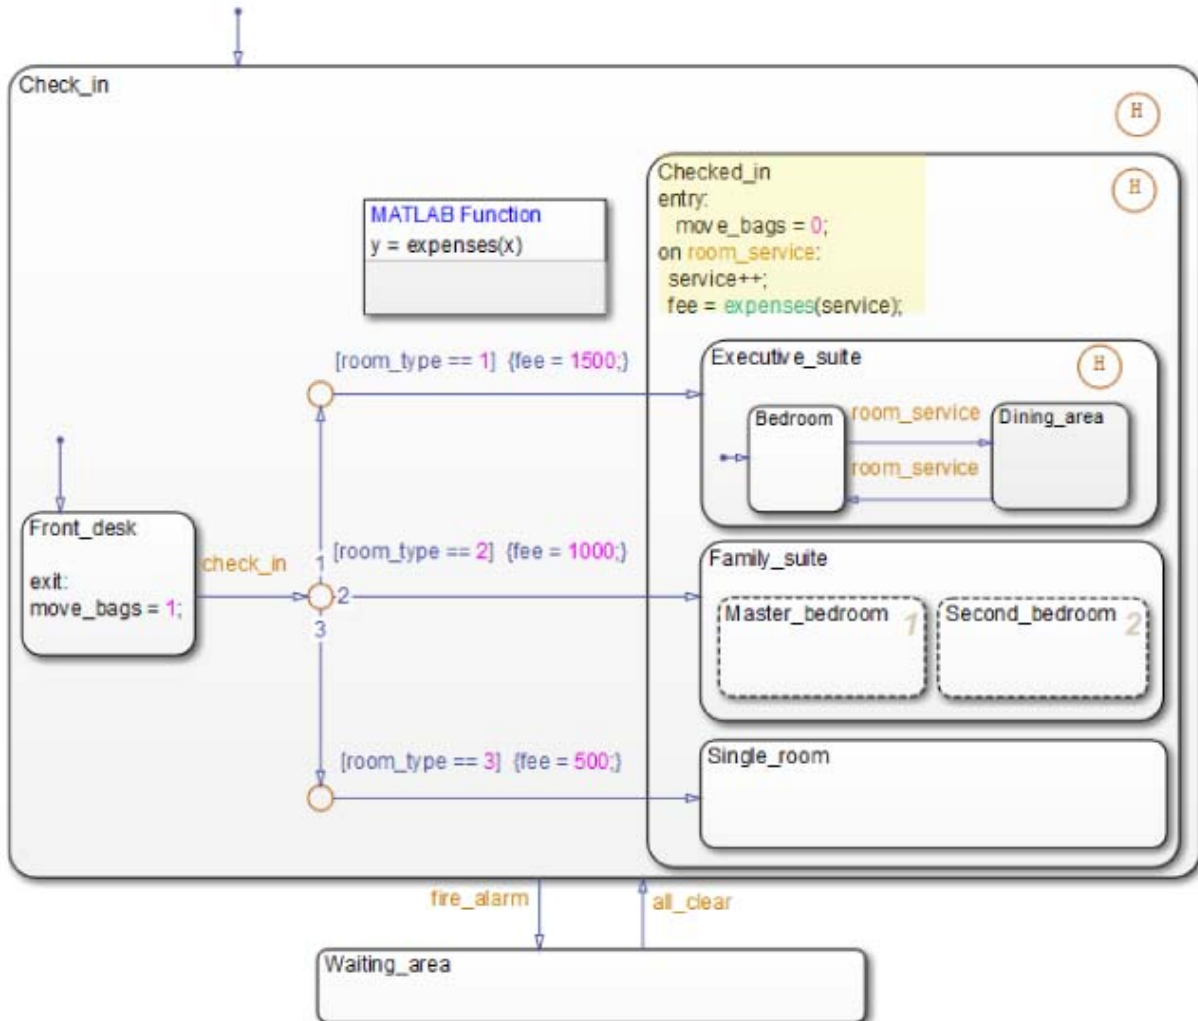 Check_in
H
Checked_in
H
entry:
move_bags = 0;
on room_service:
service++;
fee = expenses(service);
MATLAB Function
y = expenses(x)
[room_type == 1] {fee = 1500;}
Executive_suite
H
Bedroom
room_service
Dining_area
room_service
Front_desk
exit:
move_bags = 1;
check_in
1
2
3
[room_type == 2] {fee = 1000;}
Family_suite
Master_bedroom 1
Second_bedroom 2
[room_type == 3] {fee = 500;}
Single_room
fire_alarm
all_clear
Waiting_area